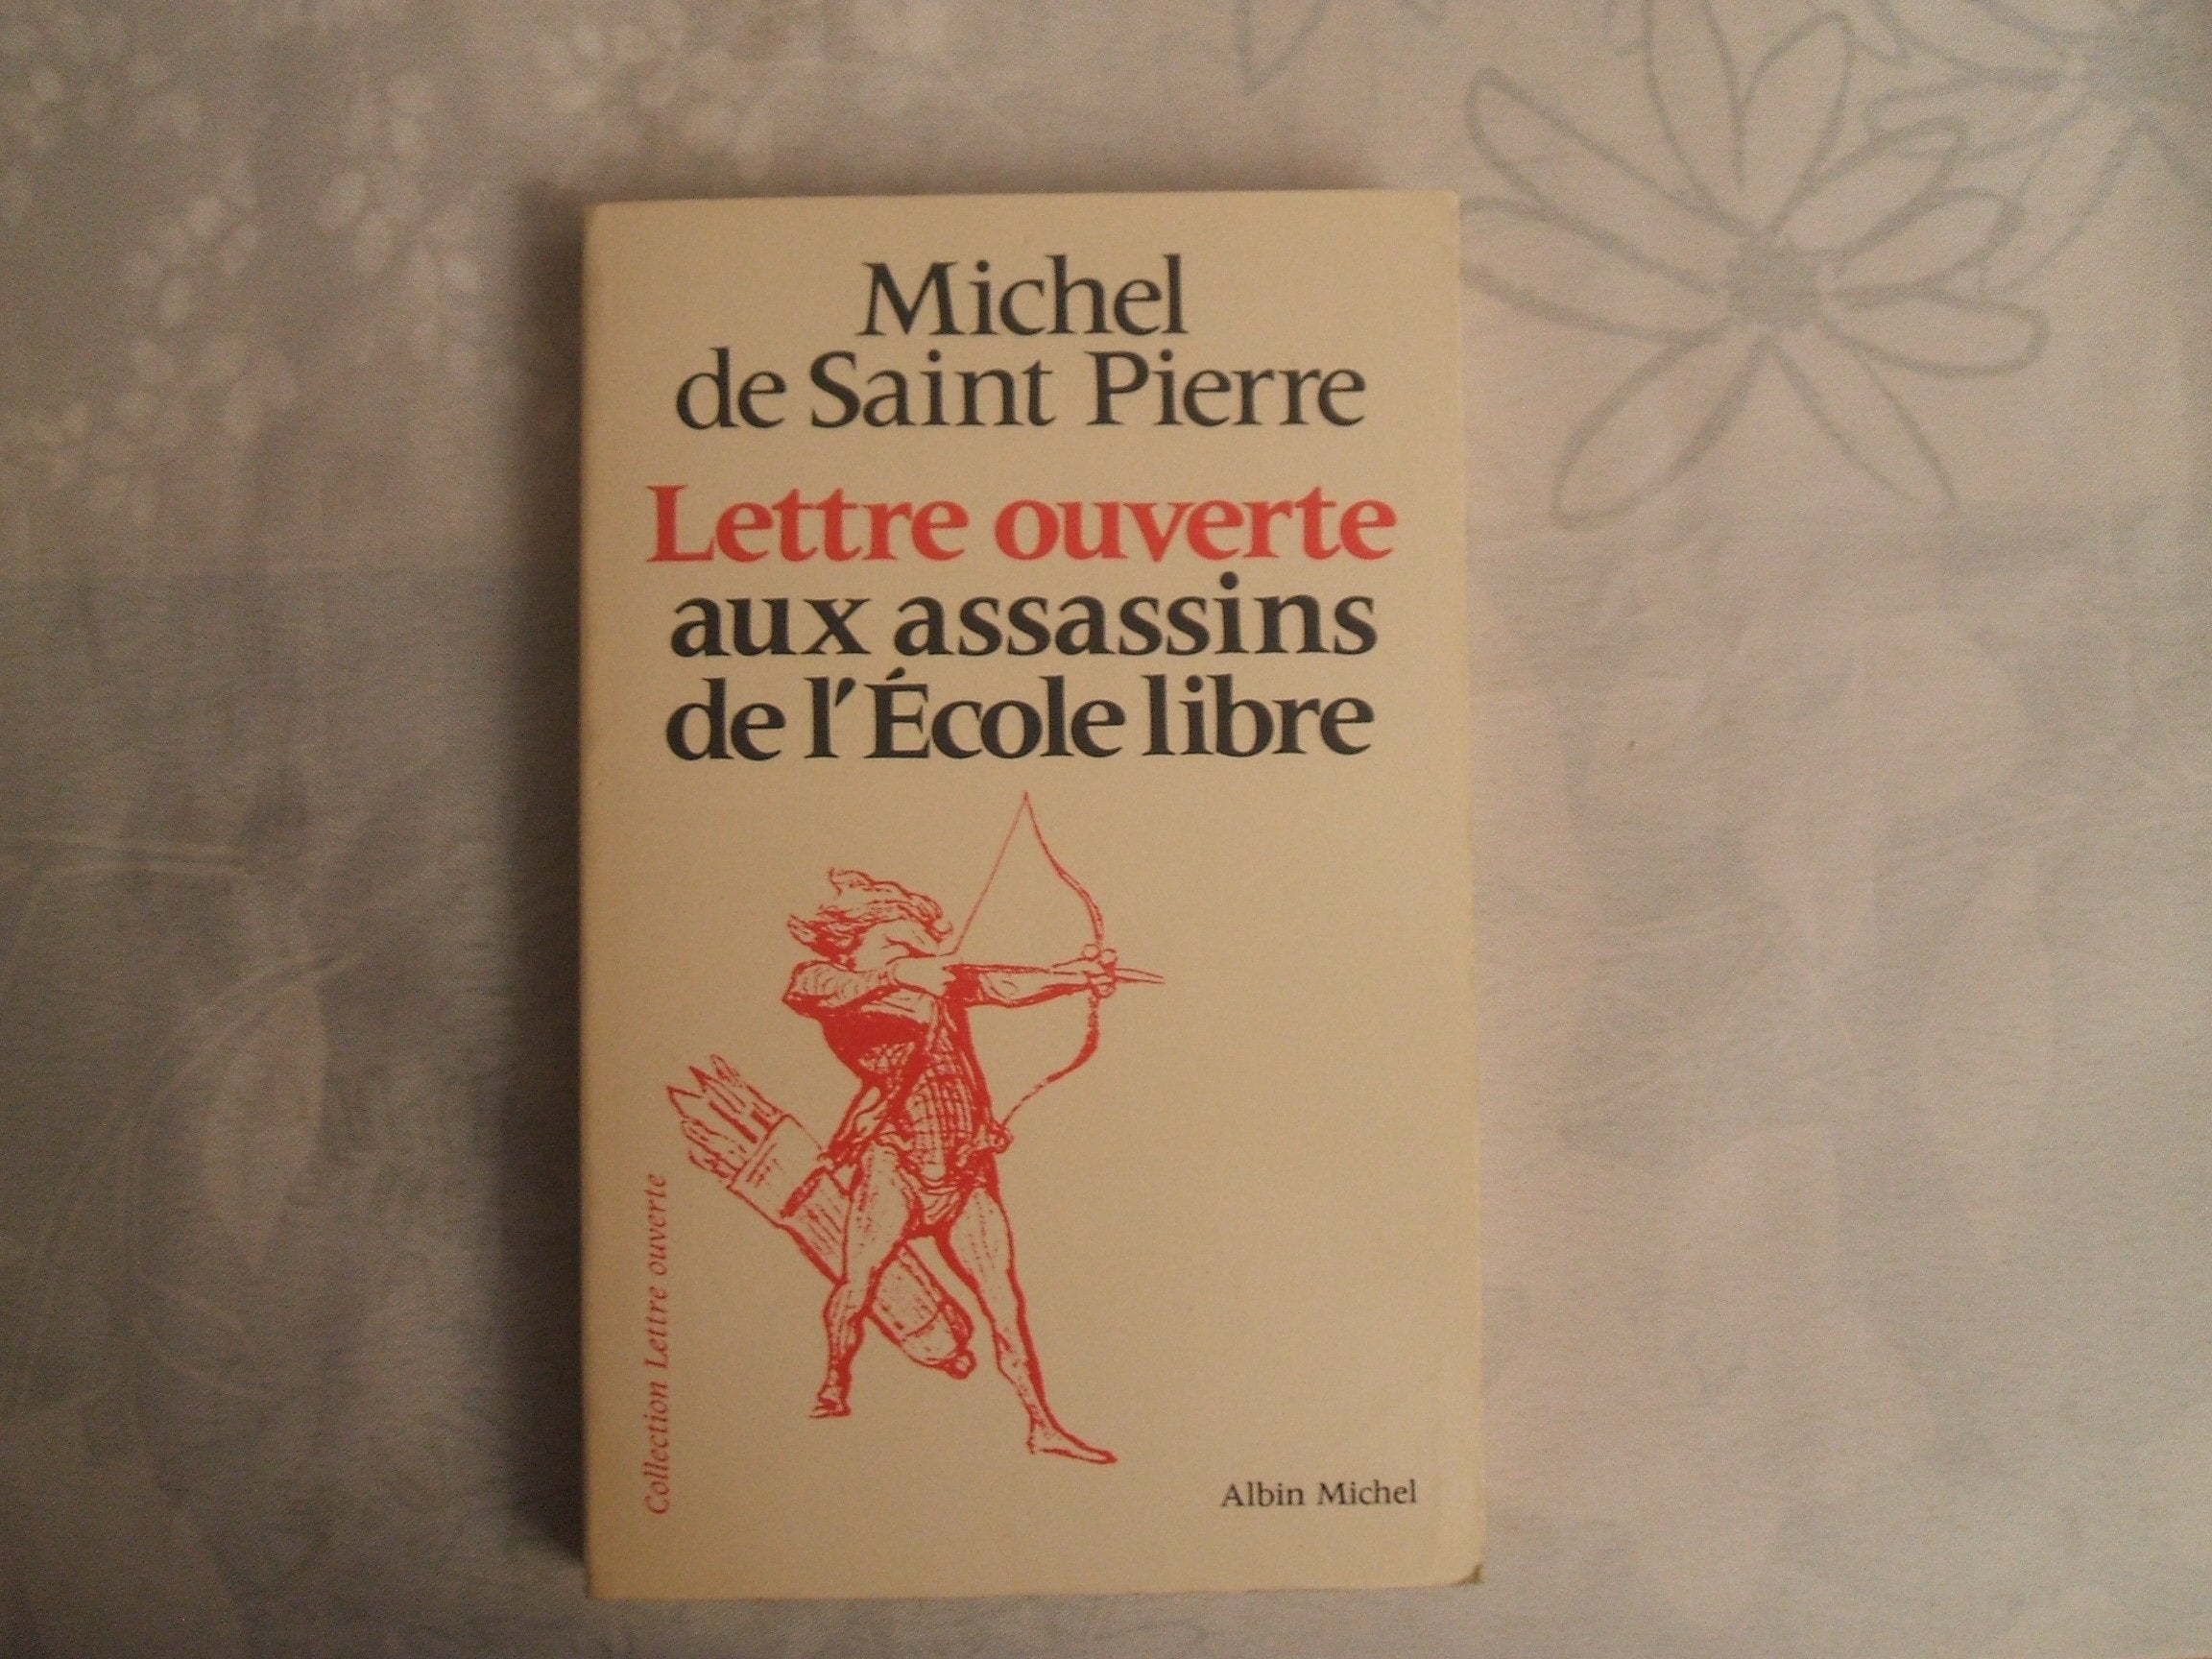 Michel
de Saint Pierre
Lettre ouverte
aux assassins
de l'École libre
Collection Lettre ouverte
Albin Michel